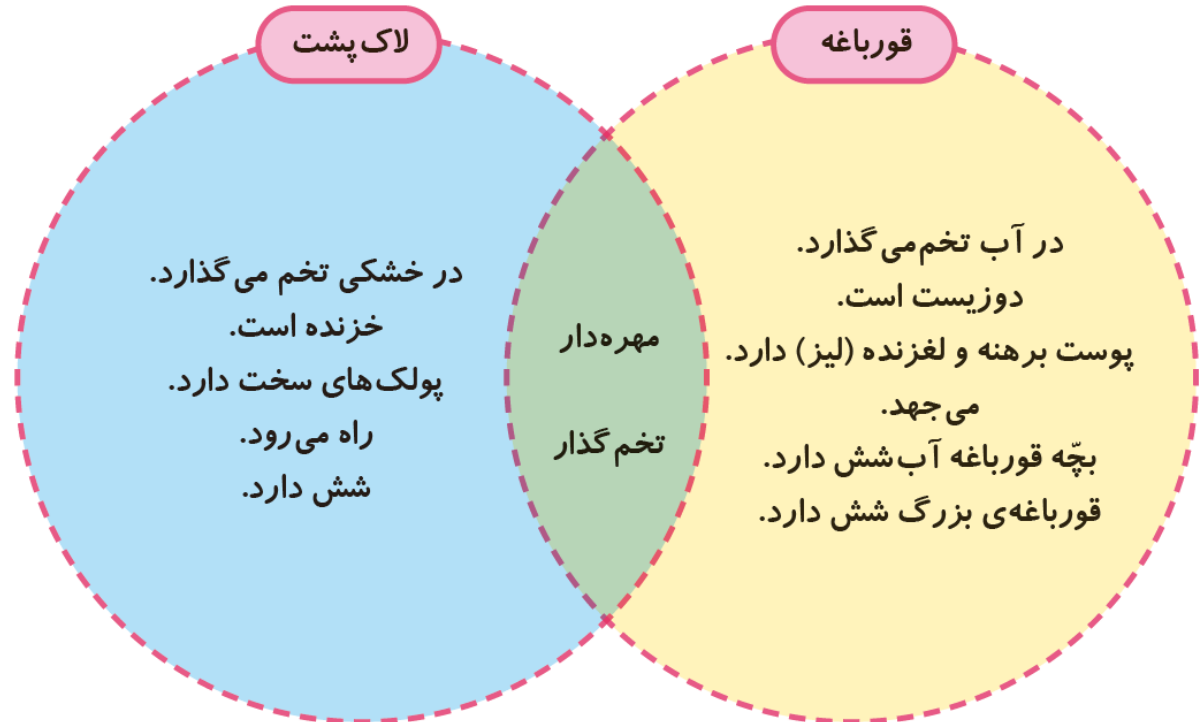 قورباغه
در آب تخم‌می‌گذارد.
دوزیست است.
پوست برهنه و لغزنده (لیز) دارد.
می‌جهد.
بچّه قورباغه آب‌شش دارد.
قورباغه‌ی بزرگ شش دارد.
مهره‌دار
تخم‌گذار
لاک‌پشت
در خشکی تخم می‌گذارد.
خزنده است.
پولک‌های سخت دارد.
راه می‌رود.
شش دارد.